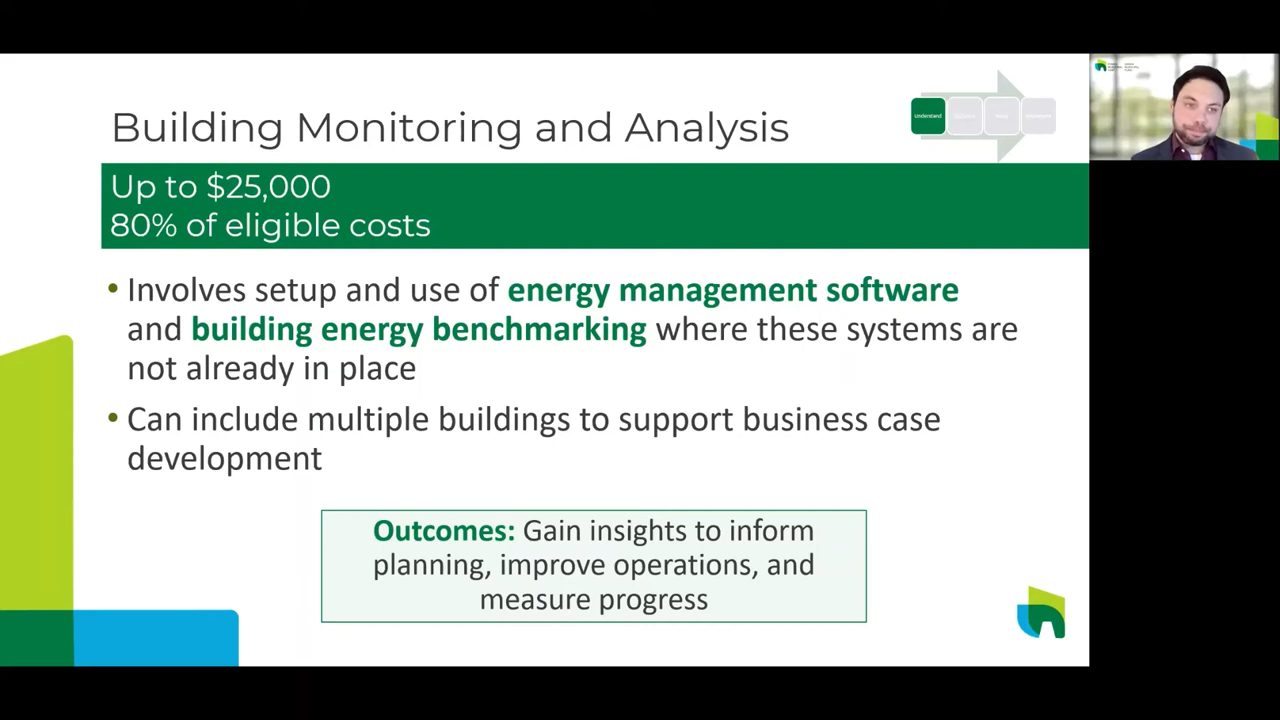 Building Monitoring and Analysis
Understand
Up to $25,000
80% of eligible costs
• Involves setup and use of energy management software
and building energy benchmarking where these systems are
not already in place
• Can include multiple buildings to support business case
development
Outcomes: Gain insights to inform
planning, improve operations, and
measure progress